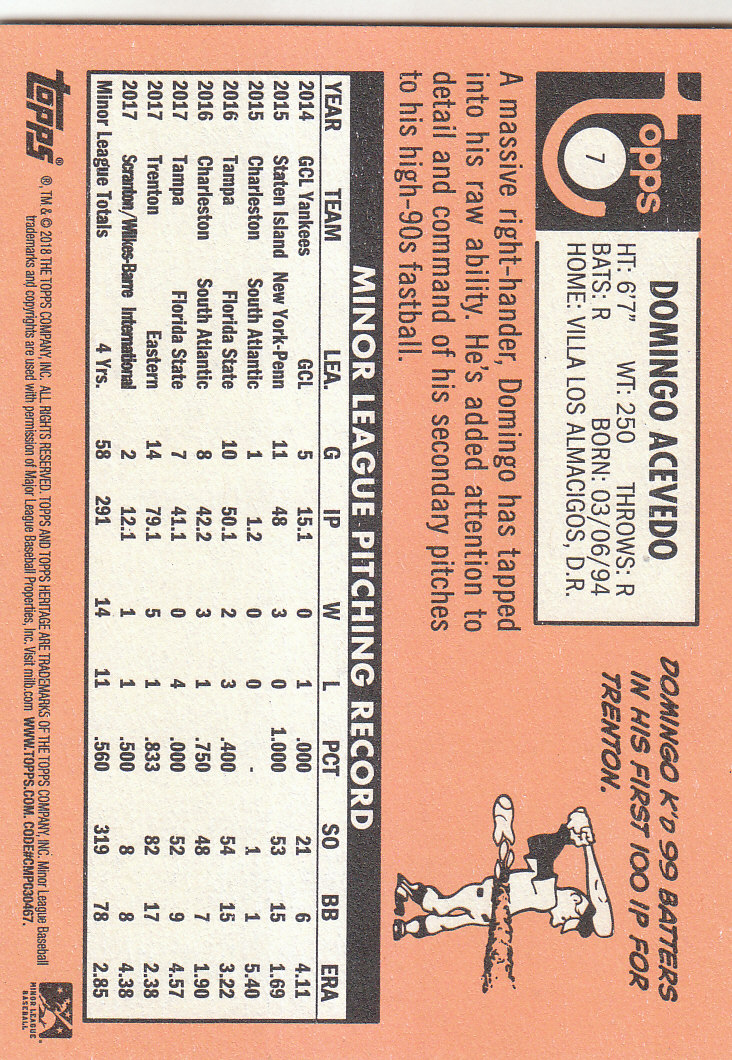 Topps
7
DOMINGO ACEVEDO
HT: 6'7" WT: 250 THROWS: R
BATS: R BORN: 03/06/94
HOME: VILLA LOS ALMACIGOS, D.R.
DOMINGO K'D 99 BATTERS
IN HIS FIRST 100 IP FOR
TRENTON.
A massive right-hander, Domingo has tapped
into his raw ability. He's added attention to
detail and command of his secondary pitches
to his high-90s fastball.
MINOR LEAGUE PITCHING RECORD
YEAR TEAM LEA. G IP W L PCT SO BB ERA
2014 GCL Yankees GCL 5 15.1 0 1 .000 21 6 4.11
2015 Staten Island New York-Penn 11 48 3 0 1.000 53 15 1.69
2015 Charleston South Atlantic 1 1.2 0 0 - 1 1 5.40
2016 Tampa Florida State 10 50.1 2 3 .400 54 15 3.22
2016 Charleston South Atlantic 8 42.2 3 1 .750 48 7 1.90
2017 Tampa Florida State 7 41.1 0 4 .000 52 9 4.57
2017 Trenton Eastern 14 79.1 5 1 .833 82 17 2.38
2017 Scranton/Wilkes-Barre International 2 12.1 1 1 .500 8 8 4.38
Minor League Totals 4 Yrs. 58 291 14 11 .560 319 78 2.85
Topps®
®, TM & © 2018 THE TOPPS COMPANY, INC. ALL RIGHTS RESERVED. TOPPS AND TOPPS HERITAGE ARE TRADEMARKS OF THE TOPPS COMPANY, INC. Minor League Baseball
trademarks and copyrights are used with permission of Major League Baseball Properties, Inc. Visit milb.com WWW.TOPPS.COM. CODE#CMP030467.
MINOR LEAGUE
BASEBALL